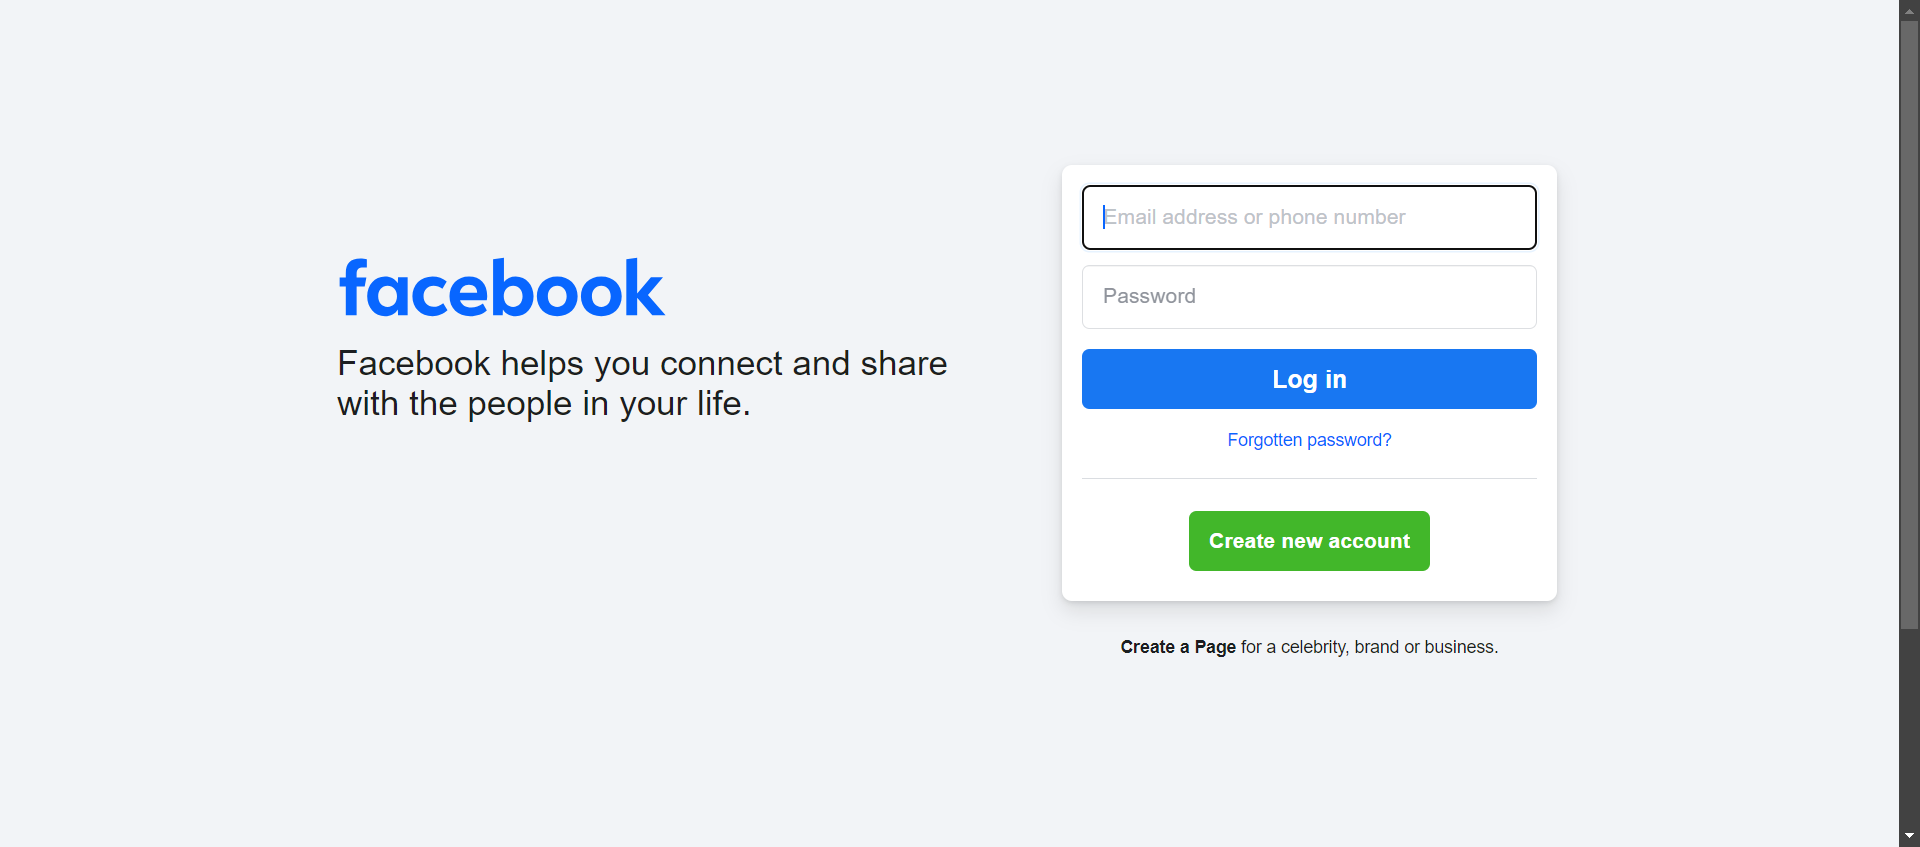 facebook
Facebook helps you connect and share
with the people in your life.
Email address or phone number
Password
Log in
Forgotten password?
Create new account
Create a Page for a celebrity, brand or business.